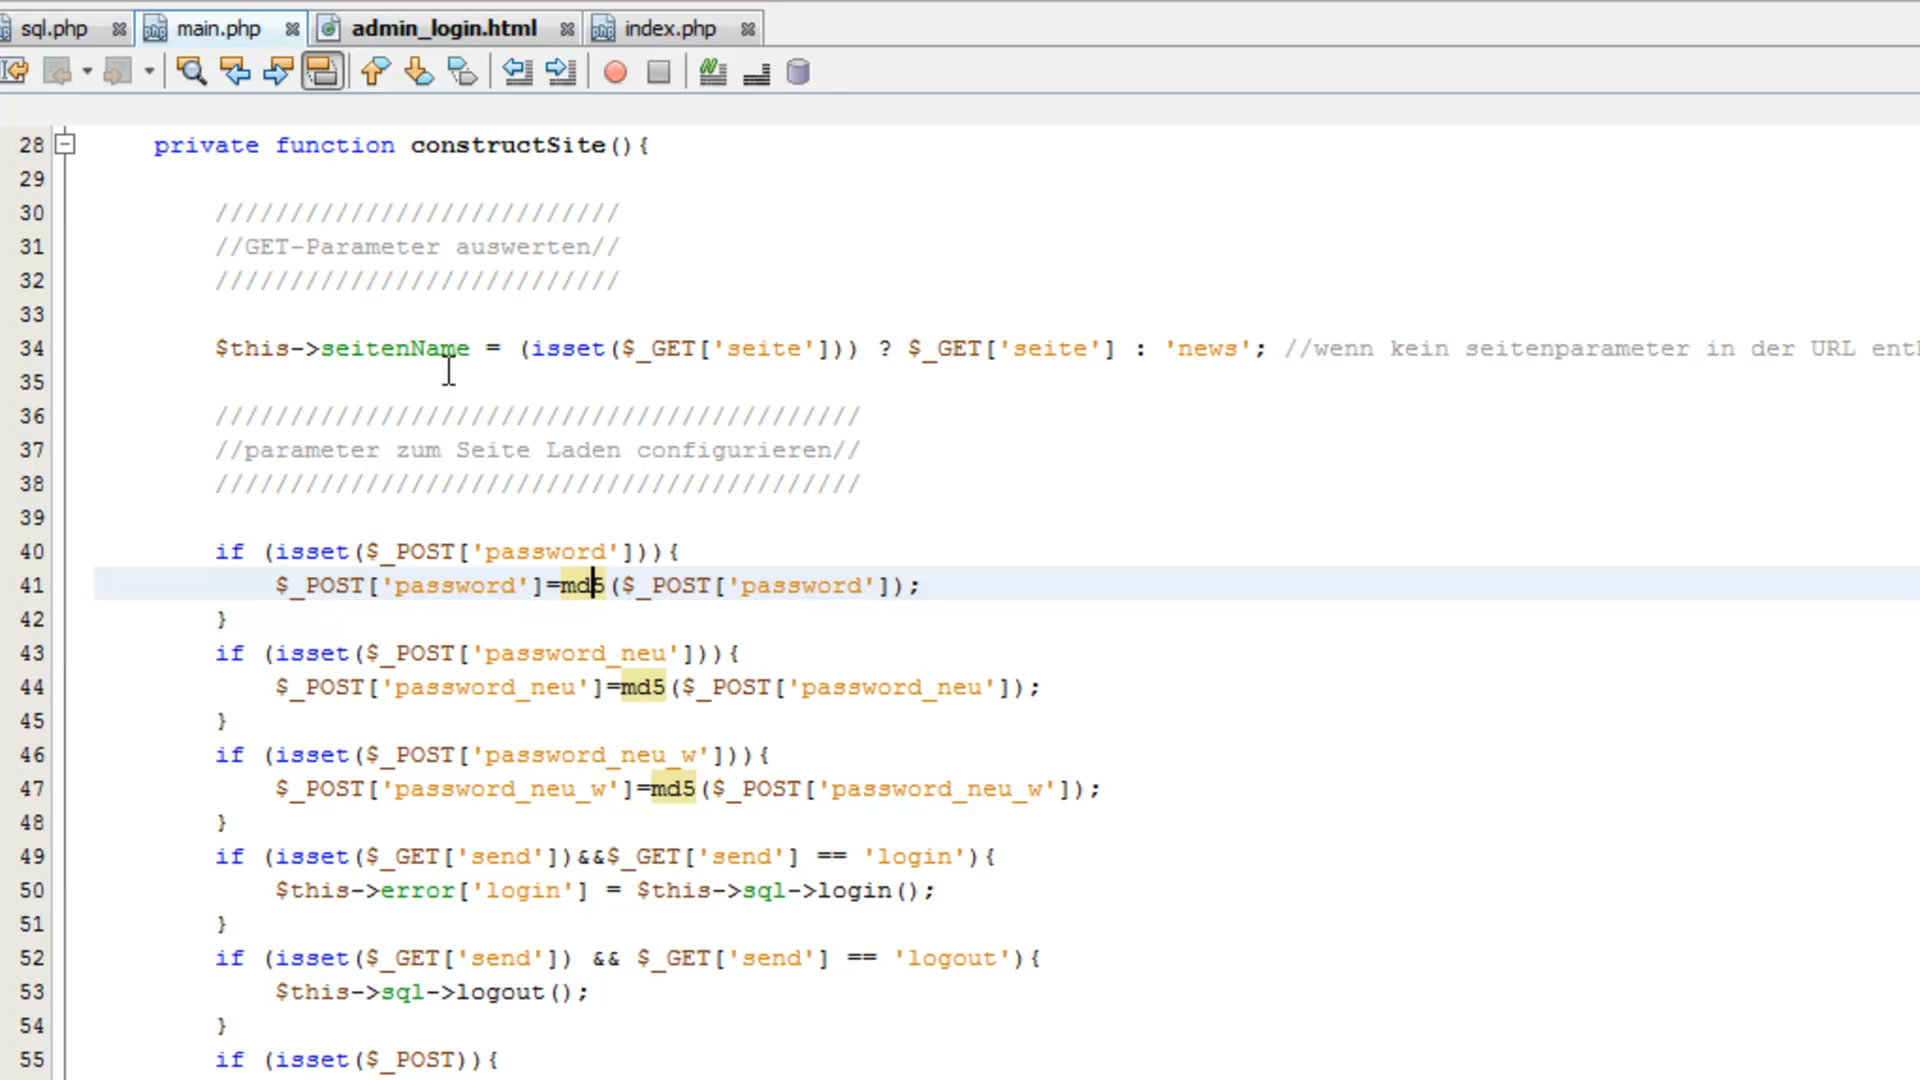 sql.php main.php admin_login.html index.php
28 private function constructSite(){
29
30 ///////////////////////////
31 //GET-Parameter auswerten//
32 ///////////////////////////
33
34 $this->seitenName = (isset($_GET['seite'])) ? $_GET['seite'] : 'news'; //wenn kein seitenparameter in der URL
35
36 ///////////////////////////////////////////
37 //parameter zum Seite Laden configurieren//
38 ///////////////////////////////////////////
39
40 if (isset($_POST['password'])){
41 $_POST['password']=md5($_POST['password']);
42 }
43 if (isset($_POST['password_neu'])){
44 $_POST['password_neu']=md5($_POST['password_neu']);
45 }
46 if (isset($_POST['password_neu_w'])){
47 $_POST['password_neu_w']=md5($_POST['password_neu_w']);
48 }
49 if (isset($_GET['send'])&&$_GET['send'] == 'login'){
50 $this->error['login'] = $this->sql->login();
51 }
52 if (isset($_GET['send']) && $_GET['send'] == 'logout'){
53 $this->sql->logout();
54 }
55 if (isset($_POST)){